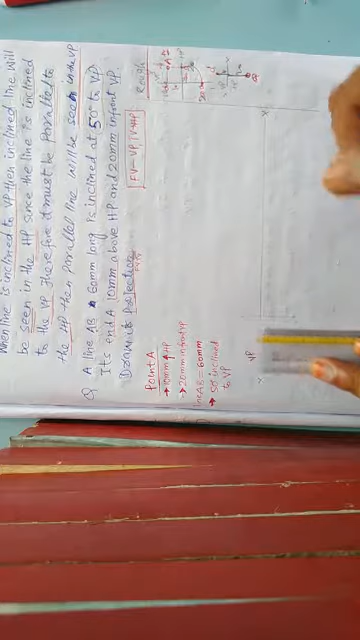 When line is inclined to VP then inclined line will
be seen in the HP since the line is inclined
to the VP Therefore it must be parallel to
the HP then parallel line will be seen in the VP
Q A line AB 60mm long is inclined at 50° to VP
Its end A 10mm above HP and 20mm infront VP
Draw its projection
FV-VP, TV-HP
Rough
Point A
→ 10mm ↑ HP
→ 20mm infront VP
line AB = 60mm
→ 50° inclined
to VP
X
VP
Y